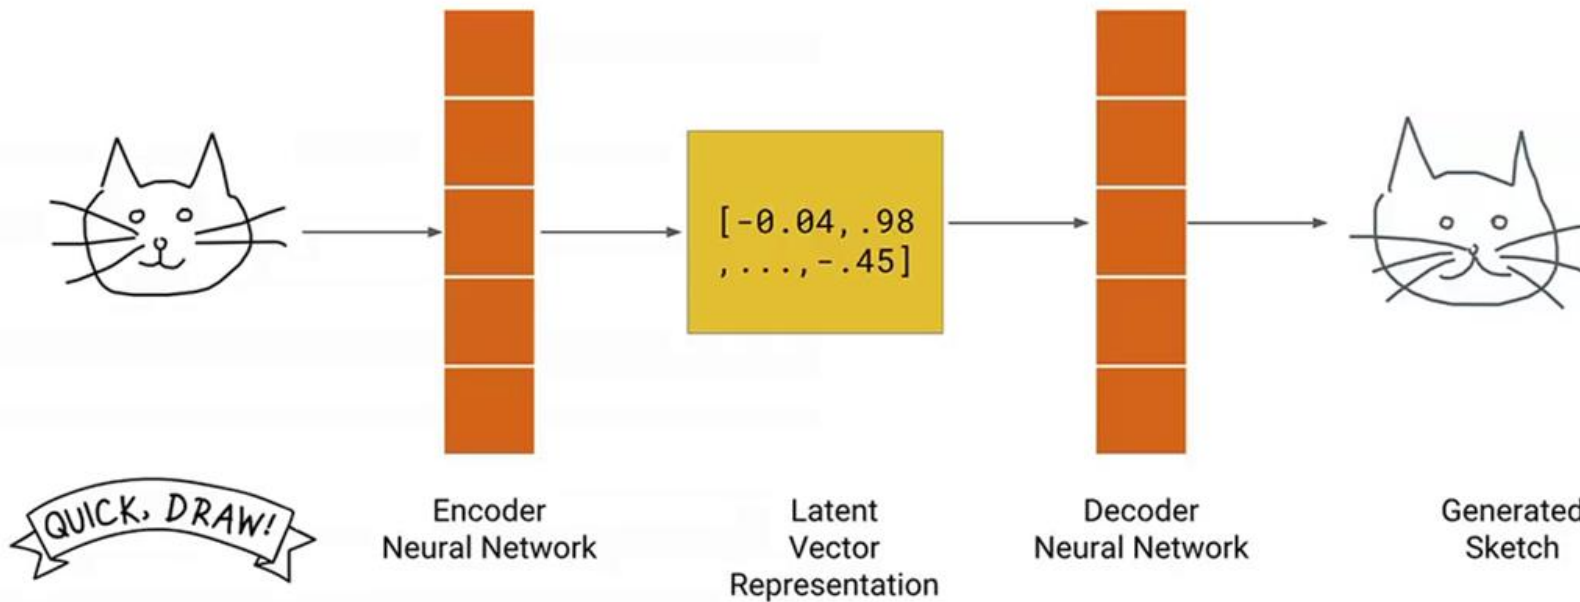 [-0.04,.98
,...,-.45]
QUICK, DRAW!
Encoder
Neural Network
Latent
Vector
Representation
Decoder
Neural Network
Generated
Sketch